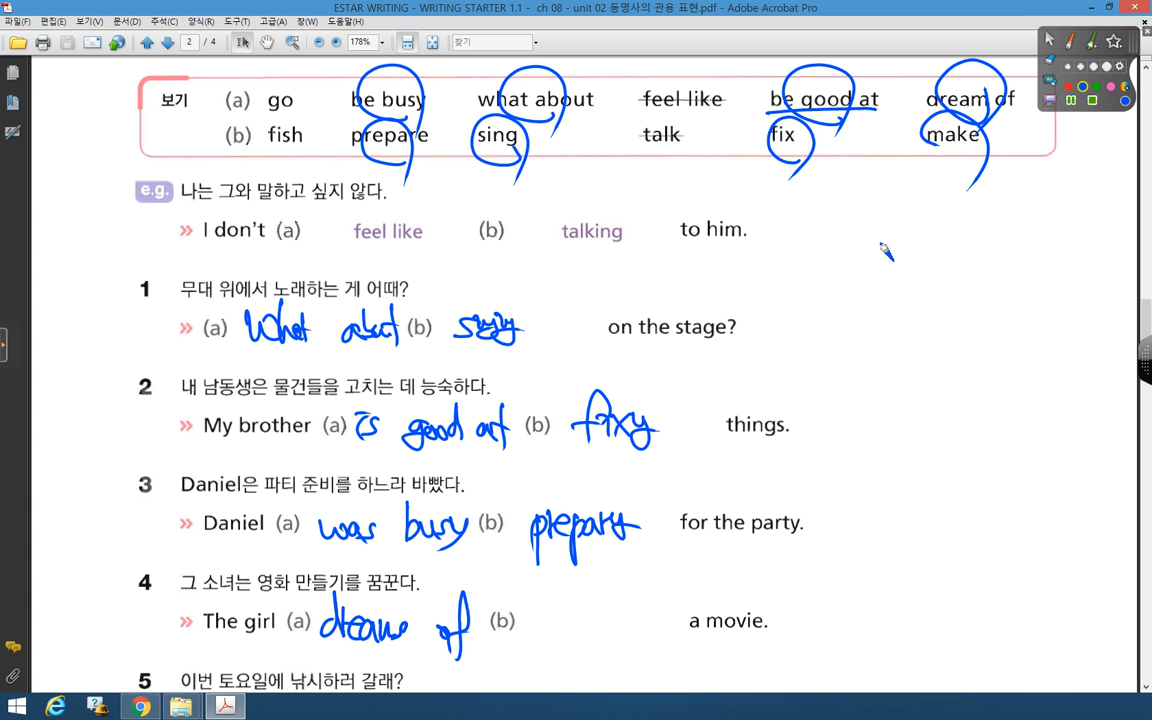 ESTAR WRITING - WRITING STARTER 1.1 - ch 08 - unit 02 동명사의 관용 표현.pdf - Adobe Acrobat Pro
파일(F) 편집(E) 보기(V) 문서(D) 주석(C) 양식(R) 도구(T) 고급(A) 창(W) 도움말(H)
2 / 4 178% 찾기
보기 (a) go be busy what about feel like be good at dream of
(b) fish prepare sing talk fix make
e.g. 나는 그와 말하고 싶지 않다.
» I don't (a) feel like (b) talking to him.
1 무대 위에서 노래하는 게 어때?
» (a) What about (b) on the stage?
2 내 남동생은 물건들을 고치는 데 능숙하다.
» My brother (a) is good at (b) things.
3 Daniel은 파티 준비를 하느라 바빴다.
» Daniel (a) was busy (b) for the party.
4 그 소녀는 영화 만들기를 꿈꾼다.
» The girl (a) dreams of (b) a movie.
5 이번 토요일에 낚시하러 갈래?